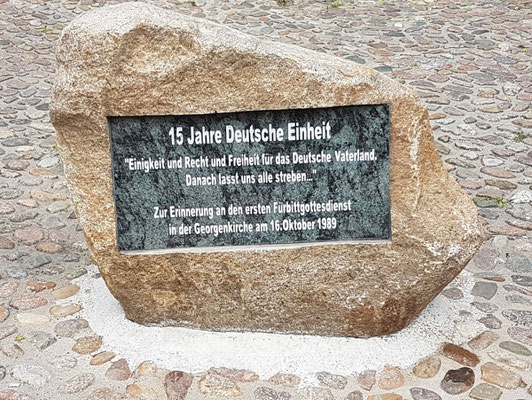 15 Jahre Deutsche Einheit
"Einigkeit und Recht und Freiheit für das Deutsche Vaterland.
Danach lasst uns alle streben..."
Zur Erinnerung an den ersten Fürbittgottesdienst
in der Georgenkirche am 16.Oktober 1989